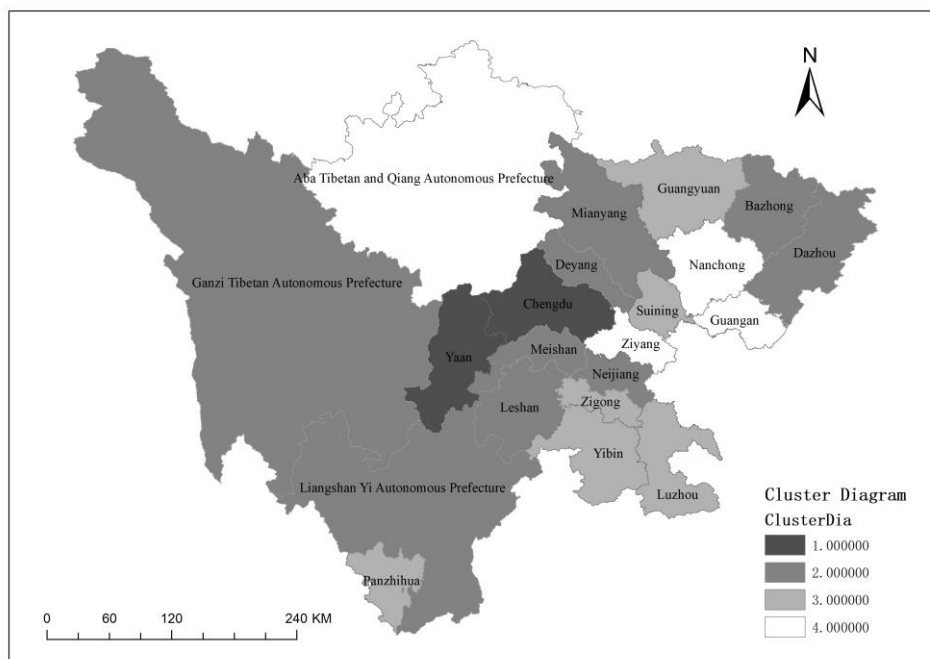 N
Aba Tibetan and Qiang Autonomous Prefecture
Guangyuan
Mianyang
Bazhong
Dazhou
Deyang
Nanchong
Ganzi Tibetan Autonomous Prefecture
Chengdu
Suining
Guangan
Ziyang
Meishan
Yaan
Neijiang
Leshan
Zigong
Yibin
Liangshan Yi Autonomous Prefecture
Luzhou
Panzhihua
Cluster Diagram
ClusterDia
1.000000
2.000000
3.000000
4.000000
0 60 120 240 KM